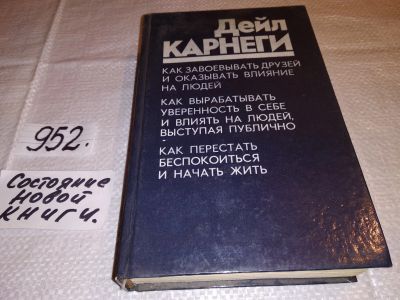 Дейл
КАРНЕГИ
КАК ЗАВОЕВЫВАТЬ ДРУЗЕЙ
И ОКАЗЫВАТЬ ВЛИЯНИЕ
НА ЛЮДЕЙ
КАК ВЫРАБАТЫВАТЬ
УВЕРЕННОСТЬ В СЕБЕ
И ВЛИЯТЬ НА ЛЮДЕЙ,
ВЫСТУПАЯ ПУБЛИЧНО
КАК ПЕРЕСТАТЬ
БЕСПОКОИТЬСЯ
И НАЧАТЬ ЖИТЬ
952.
Состояние
Новой
КНИГИ.